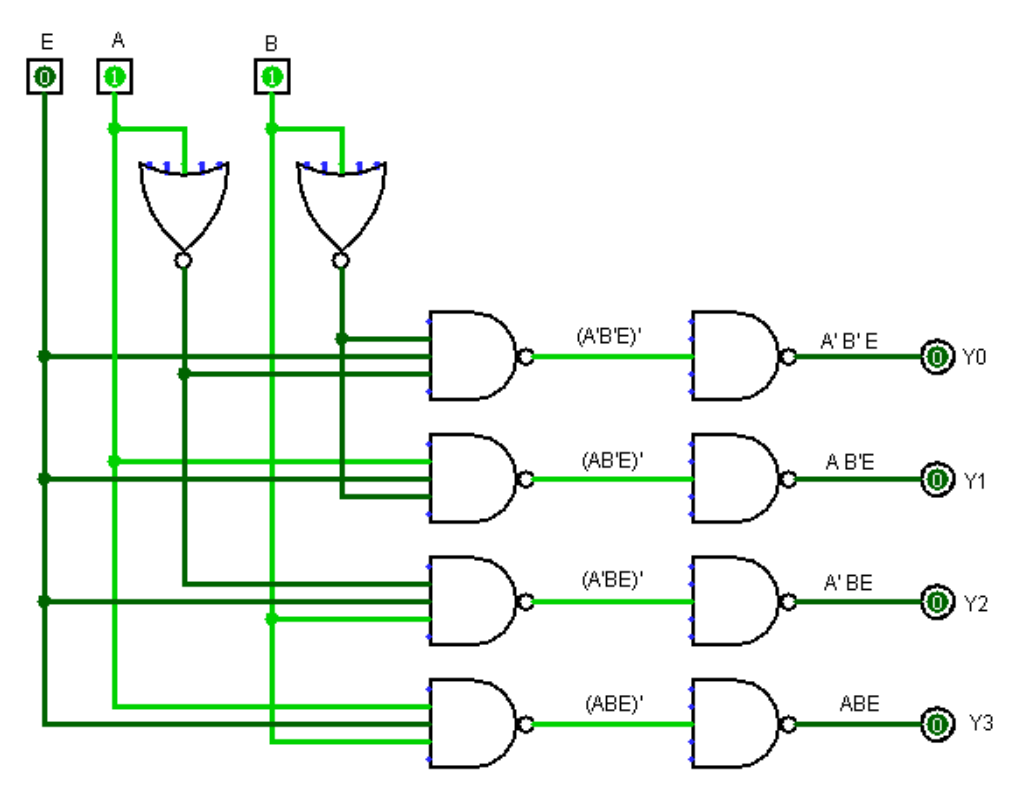 E
A
B
0
1
1
(A'B'E)'
A' B' E
0
Y0
(AB'E)'
A B'E
0
Y1
(A'BE)'
A' BE
0
Y2
(ABE)'
ABE
0
Y3